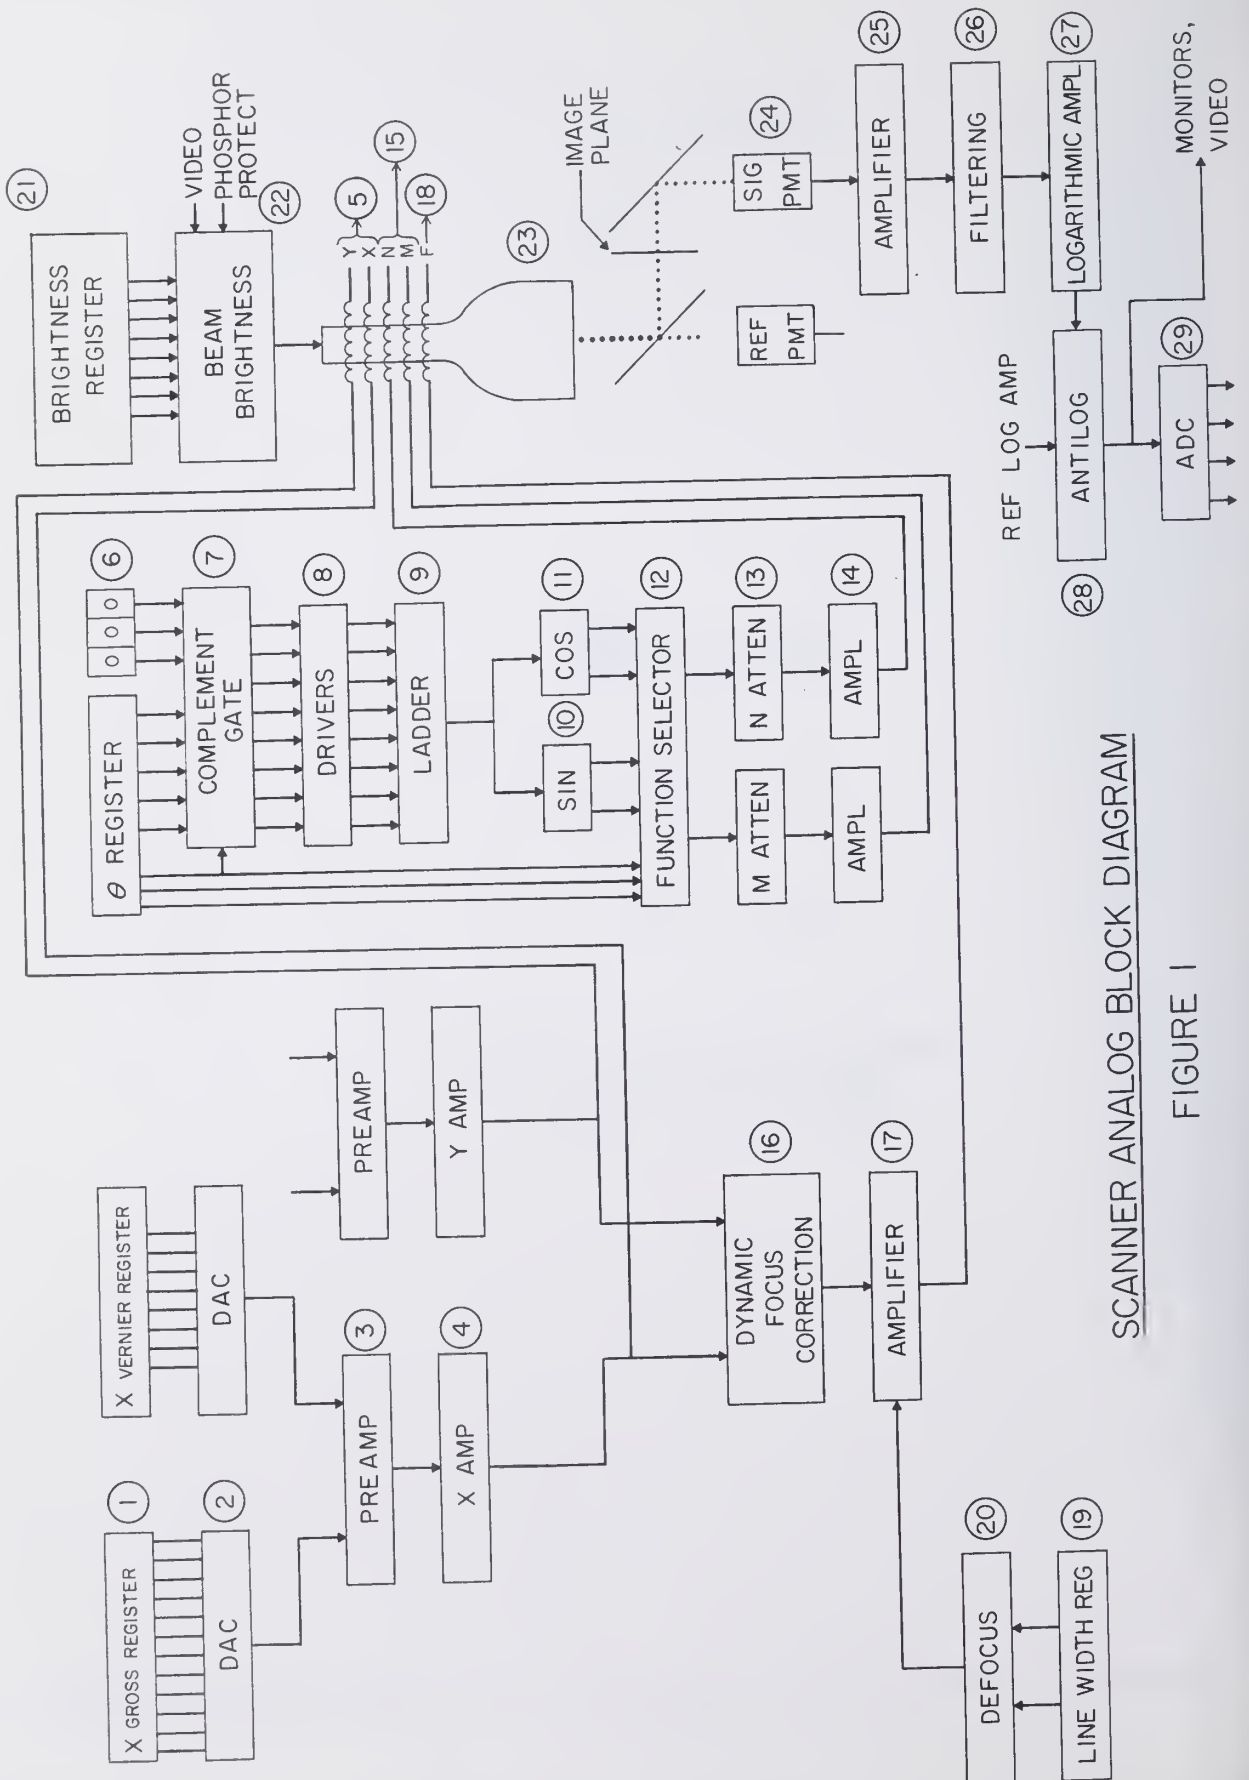 1
X GROSS REGISTER
2
DAC
X VERNIER REGISTER
DAC
3
PREAMP
4
X AMP
PREAMP
Y AMP
θ REGISTER
0 0 0
6
COMPLEMENT
GATE
7
DRIVERS
8
LADDER
9
SIN
10
COS
11
FUNCTION SELECTOR
12
M ATTEN
N ATTEN
13
AMPL
AMPL
14
DYNAMIC
FOCUS
CORRECTION
16
AMPLIFIER
17
DEFOCUS
20
LINE WIDTH REG
19
BRIGHTNESS
REGISTER
21
BEAM
BRIGHTNESS
22
VIDEO
PHOSPHOR
PROTECT
Y
X
N
M
F
5
15
18
23
IMAGE
PLANE
REF
PMT
SIG
PMT
24
AMPLIFIER
25
FILTERING
26
LOGARITHMIC AMPL
27
REF LOG AMP
ANTILOG
28
ADC
29
MONITORS,
VIDEO
SCANNER ANALOG BLOCK DIAGRAM
FIGURE 1